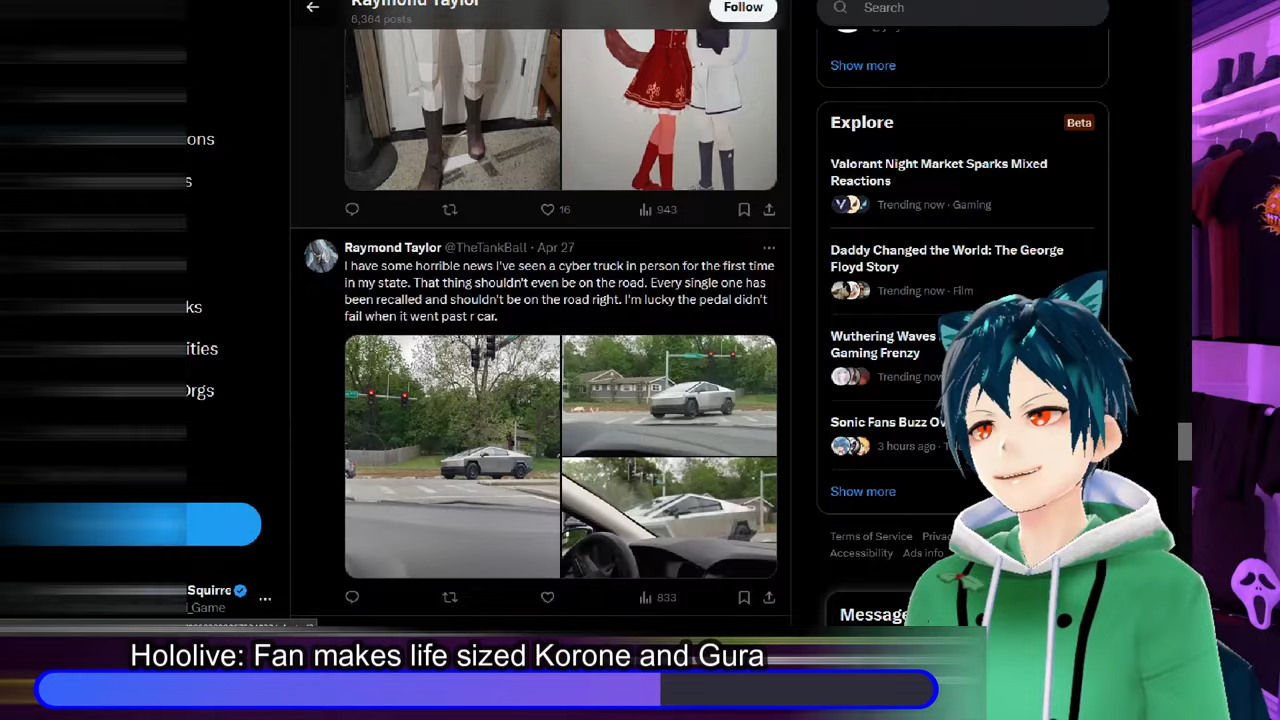 Raymond Taylor
6,364 posts
Follow
Search
Show more
ons
s
ks
ities
Orgs
Squirre
_Game
16
943
Raymond Taylor @TheTankBall · Apr 27
I have some horrible news I've seen a cyber truck in person for the first time
in my state. That thing shouldn't even be on the road. Every single one has
been recalled and shouldn't be on the road right. I'm lucky the pedal didn't
fail when it went past r car.
833
Explore
Beta
Valorant Night Market Sparks Mixed
Reactions
Trending now · Gaming
Daddy Changed the World: The George
Floyd Story
Trending now · Film
Wuthering Waves
Gaming Frenzy
Trending now
Sonic Fans Buzz Ov
3 hours ago ·
Show more
Terms of Service
Privac
Accessibility
Ads info
Message
Hololive: Fan makes life sized Korone and Gura